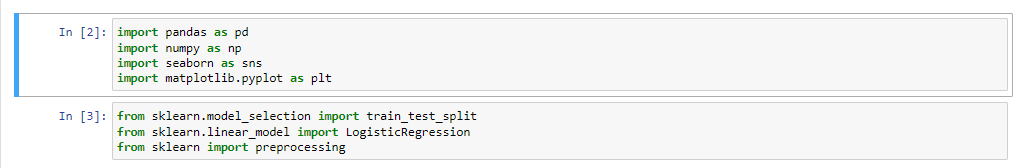 In [2]: import pandas as pd
import numpy as np
import seaborn as sns
import matplotlib.pyplot as plt
In [3]: from sklearn.model_selection import train_test_split
from sklearn.linear_model import LogisticRegression
from sklearn import preprocessing